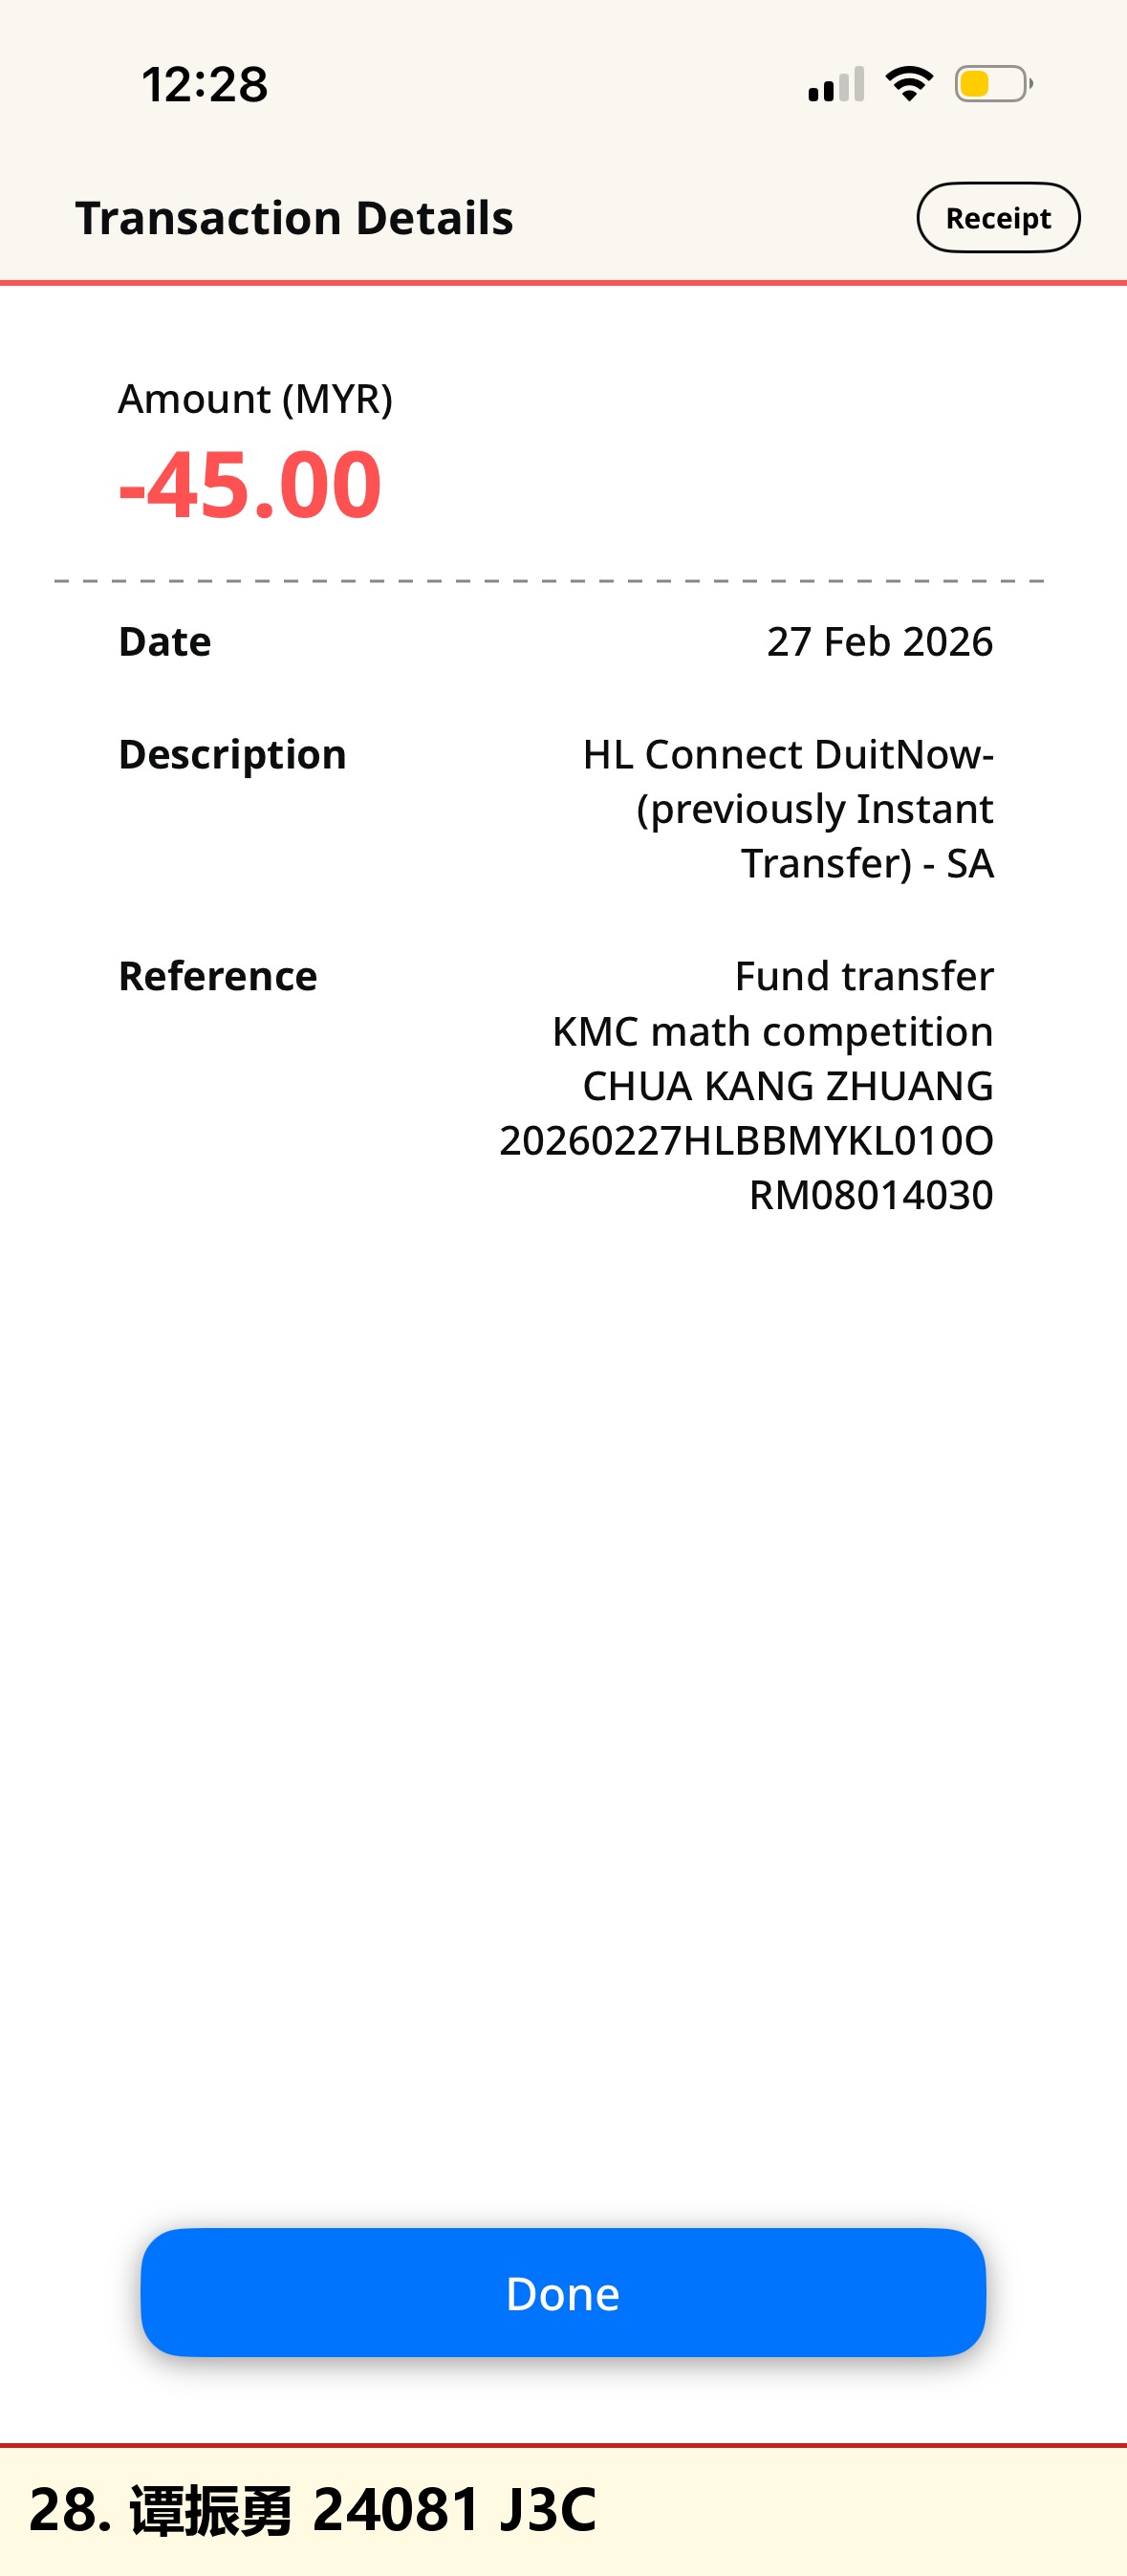 12:28
Transaction Details
Receipt
Amount (MYR)
-45.00
Date
27 Feb 2026
Description
HL Connect DuitNow-
(previously Instant
Transfer) - SA
Reference
Fund transfer
KMC math competition
CHUA KANG ZHUANG
20260227HLBBMYKL010O
RM08014030
Done
28. 谭振勇 24081 J3C